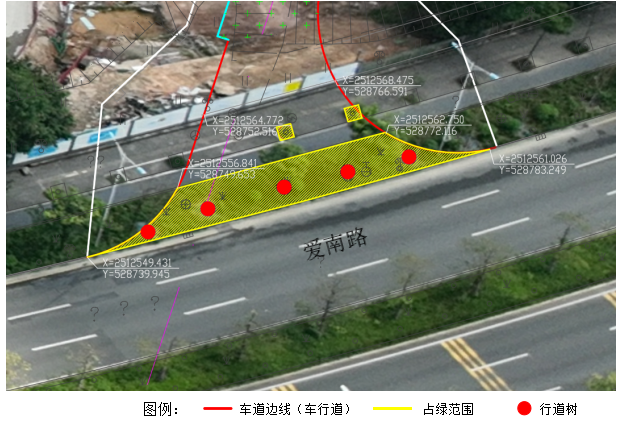 X=2512568.475
Y=528766.591
X=2512564.772
Y=528752.516
X=2512562.750
Y=528772.116
X=2512556.841
Y=528749.653
X=2512561.026
Y=528783.249
爱南路
X=2512549.431
Y=528739.945
? ? ?
图例： 车道边线（车行道） 占绿范围 行道树